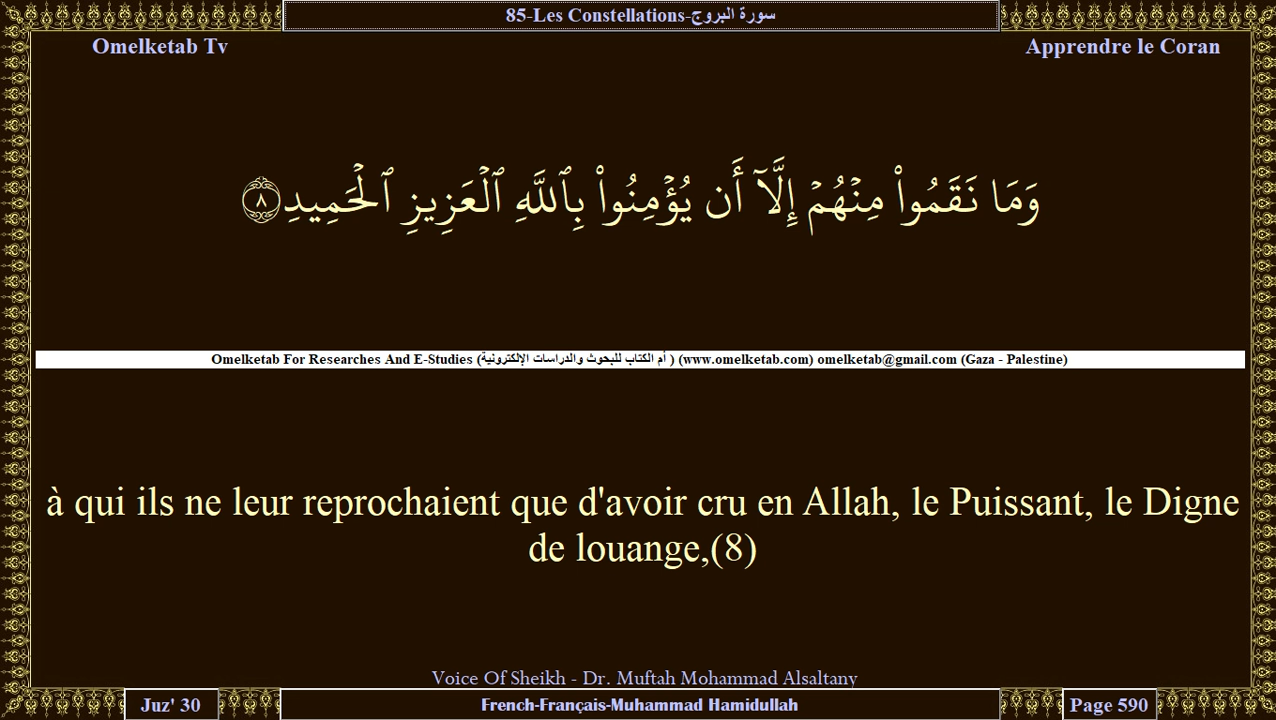 85-Les Constellations-سورة البروج
Omelketab Tv
Apprendre le Coran
وَمَا نَقَمُوا۟ مِنْهُمْ إِلَّآ أَن يُؤْمِنُوا۟ بِٱللَّهِ ٱلْعَزِيزِ ٱلْحَمِيدِ ٨
Omelketab For Researches And E-Studies (أم الكتاب للبحوث والدراسات الإلكترونية ) (www.omelketab.com) omelketab@gmail.com (Gaza - Palestine)
à qui ils ne leur reprochaient que d'avoir cru en Allah, le Puissant, le Digne
de louange,(8)
Voice Of Sheikh - Dr. Muftah Mohammad Alsaltany
Juz' 30
French-Français-Muhammad Hamidullah
Page 590